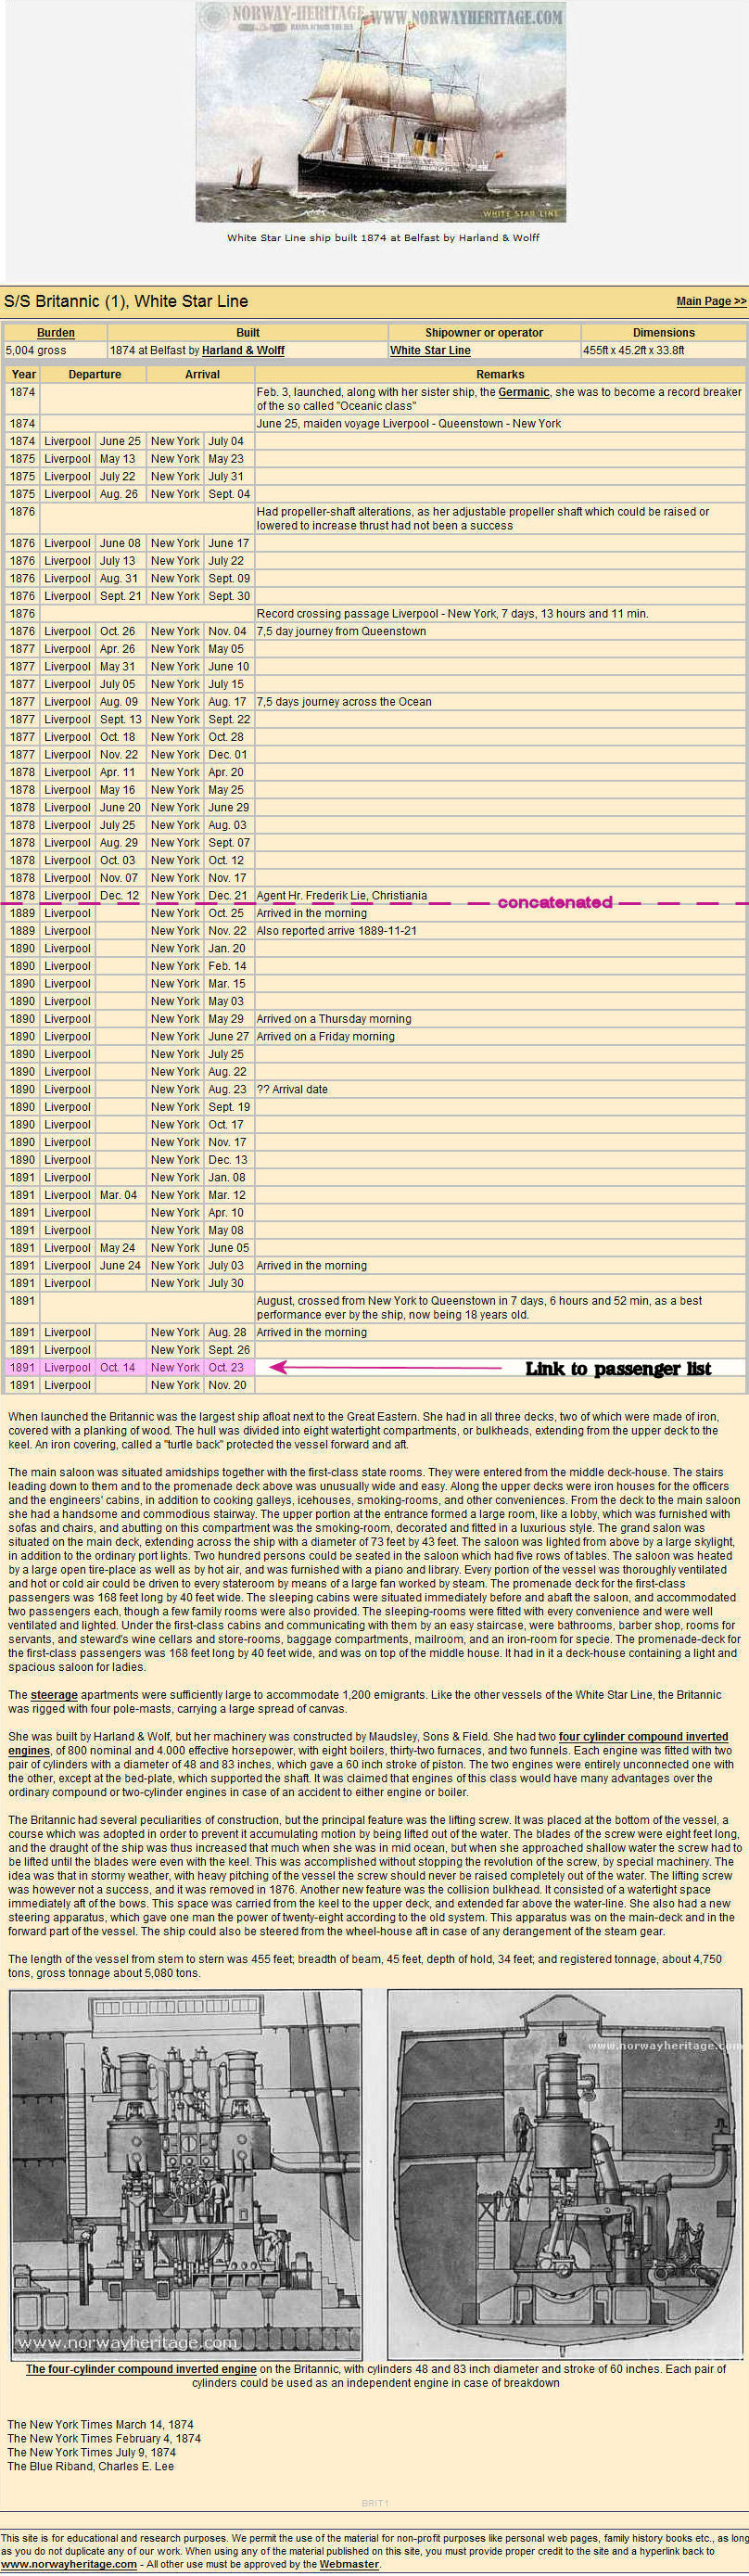 NORWAY-HERITAGE
HANDS ACROSS THE SEA
WWW.NORWAYHERITAGE.COM
WHITE STAR LINE
White Star Line ship built 1874 at Belfast by Harland & Wolff
S/S Britannic (1), White Star Line Main Page >>
Burden Built Shipowner or operator Dimensions
5,004 gross 1874 at Belfast by Harland & Wolff White Star Line 455ft x 45.2ft x 33.8ft
Year Departure Arrival Remarks
1874 Feb. 3, launched, along with her sister ship, the Germanic, she was to become a record breaker
of the so called "Oceanic class"
1874 June 25, maiden voyage Liverpool - Queenstown - New York
1874 Liverpool June 25 New York July 04
1875 Liverpool May 13 New York May 23
1875 Liverpool July 22 New York July 31
1875 Liverpool Aug. 26 New York Sept. 04
1876 Had propeller-shaft alterations, as her adjustable propeller shaft which could be raised or
lowered to increase thrust had not been a success
1876 Liverpool June 08 New York June 17
1876 Liverpool July 13 New York July 22
1876 Liverpool Aug. 31 New York Sept. 09
1876 Liverpool Sept. 21 New York Sept. 30
1876 Record crossing passage Liverpool - New York, 7 days, 13 hours and 11 min.
1876 Liverpool Oct. 26 New York Nov. 04 7,5 day journey from Queenstown
1877 Liverpool Apr. 26 New York May 05
1877 Liverpool May 31 New York June 10
1877 Liverpool July 05 New York July 15
1877 Liverpool Aug. 09 New York Aug. 17 7,5 days journey across the Ocean
1877 Liverpool Sept. 13 New York Sept. 22
1877 Liverpool Oct. 18 New York Oct. 28
1877 Liverpool Nov. 22 New York Dec. 01
1878 Liverpool Apr. 11 New York Apr. 20
1878 Liverpool May 16 New York May 25
1878 Liverpool June 20 New York June 29
1878 Liverpool July 25 New York Aug. 03
1878 Liverpool Aug. 29 New York Sept. 07
1878 Liverpool Oct. 03 New York Oct. 12
1878 Liverpool Nov. 07 New York Nov. 17
1878 Liverpool Dec. 12 New York Dec. 21 Agent Hr. Frederik Lie, Christiania
concatenated
1889 Liverpool New York Oct. 25 Arrived in the morning
1889 Liverpool New York Nov. 22 Also reported arrive 1889-11-21
1890 Liverpool New York Jan. 20
1890 Liverpool New York Feb. 14
1890 Liverpool New York Mar. 15
1890 Liverpool New York May 03
1890 Liverpool New York May 29 Arrived on a Thursday morning
1890 Liverpool New York June 27 Arrived on a Friday morning
1890 Liverpool New York July 25
1890 Liverpool New York Aug. 22
1890 Liverpool New York Aug. 23 ?? Arrival date
1890 Liverpool New York Sept. 19
1890 Liverpool New York Oct. 17
1890 Liverpool New York Nov. 17
1890 Liverpool New York Dec. 13
1891 Liverpool New York Jan. 08
1891 Liverpool Mar. 04 New York Mar. 12
1891 Liverpool New York Apr. 10
1891 Liverpool New York May 08
1891 Liverpool May 24 New York June 05
1891 Liverpool June 24 New York July 03 Arrived in the morning
1891 Liverpool New York July 30
1891 August, crossed from New York to Queenstown in 7 days, 6 hours and 52 min, as a best
performance ever by the ship, now being 18 years old.
1891 Liverpool New York Aug. 28 Arrived in the morning
1891 Liverpool New York Sept. 26
1891 Liverpool Oct. 14 New York Oct. 23 Link to passenger list
1891 Liverpool New York Nov. 20
When launched the Britannic was the largest ship afloat next to the Great Eastern. She had in all three decks, two of which were made of iron,
covered with a planking of wood. The hull was divided into eight watertight compartments, or bulkheads, extending from the upper deck to the
keel. An iron covering, called a "turtle back" protected the vessel forward and aft.
The main saloon was situated amidships together with the first-class state rooms. They were entered from the middle deck-house. The stairs
leading down to them and to the promenade deck above was unusually wide and easy. Along the upper decks were iron houses for the officers
and the engineers' cabins, in addition to cooking galleys, icehouses, smoking-rooms, and other conveniences. From the deck to the main saloon
she had a handsome and commodious stairway. The upper portion at the entrance formed a large room, like a lobby, which was furnished with
sofas and chairs, and abutting on this compartment was the smoking-room, decorated and fitted in a luxurious style. The grand salon was
situated on the main deck, extending across the ship with a diameter of 73 feet by 43 feet. The saloon was lighted from above by a large skylight,
in addition to the ordinary port lights. Two hundred persons could be seated in the saloon which had five rows of tables. The saloon was heated
by a large open tire-place as well as by hot air, and was furnished with a piano and library. Every portion of the vessel was thoroughly ventilated
and hot or cold air could be driven to every stateroom by means of a large fan worked by steam. The promenade deck for the first-class
passengers was 168 feet long by 40 feet wide. The sleeping cabins were situated immediately before and abaft the saloon, and accommodated
two passengers each, though a few family rooms were also provided. The sleeping-rooms were fitted with every convenience and were well
ventilated and lighted. Under the first-class cabins and communicating with them by an easy staircase, were bathrooms, barber shop, rooms for
servants, and steward's wine cellars and store-rooms, baggage compartments, mailroom, and an iron-room for specie. The promenade-deck for
the first-class passengers was 168 feet long by 40 feet wide, and was on top of the middle house. It had in it a deck-house containing a light and
spacious saloon for ladies.
The steerage apartments were sufficiently large to accommodate 1,200 emigrants. Like the other vessels of the White Star Line, the Britannic
was rigged with four pole-masts, carrying a large spread of canvas.
She was built by Harland & Wolf, but her machinery was constructed by Maudsley, Sons & Field. She had two four cylinder compound inverted
engines, of 800 nominal and 4.000 effective horsepower, with eight boilers, thirty-two furnaces, and two funnels. Each engine was fitted with two
pair of cylinders with a diameter of 48 and 83 inches, which gave a 60 inch stroke of piston. The two engines were entirely unconnected one with
the other, except at the bed-plate, which supported the shaft. It was claimed that engines of this class would have many advantages over the
ordinary compound or two-cylinder engines in case of an accident to either engine or boiler.
The Britannic had several peculiarities of construction, but the principal feature was the lifting screw. It was placed at the bottom of the vessel, a
course which was adopted in order to prevent it accumulating motion by being lifted out of the water. The blades of the screw were eight feet long,
and the draught of the ship was thus increased that much when she was in mid ocean, but when she approached shallow water the screw had to
be lifted until the blades were even with the keel. This was accomplished without stopping the revolution of the screw, by special machinery. The
idea was that in stormy weather, with heavy pitching of the vessel the screw should never be raised completely out of the water. The lifting screw
was however not a success, and it was removed in 1876. Another new feature was the collision bulkhead. It consisted of a watertight space
immediately aft of the bows. This space was carried from the keel to the upper deck, and extended far above the water-line. She also had a new
steering apparatus, which gave one man the power of twenty-eight according to the old system. This apparatus was on the main-deck and in the
forward part of the vessel. The ship could also be steered from the wheel-house aft in case of any derangement of the steam gear.
The length of the vessel from stem to stern was 455 feet; breadth of beam, 45 feet, depth of hold, 34 feet; and registered tonnage, about 4,750
tons, gross tonnage about 5,080 tons.
www.norwayheritage.com
www.norwayheritage.com
The four-cylinder compound inverted engine on the Britannic, with cylinders 48 and 83 inch diameter and stroke of 60 inches. Each pair of
cylinders could be used as an independent engine in case of breakdown
The New York Times March 14, 1874
The New York Times February 4, 1874
The New York Times July 9, 1874
The Blue Riband, Charles E. Lee
BRIT1
This site is for educational and research purposes. We permit the use of the material for non-profit purposes like personal web pages, family history books etc., as long
as you do not duplicate any of our work. When using any of the material published on this site, you must provide proper credit to the site and a hyperlink back to
www.norwayheritage.com - All other use must be approved by the Webmaster.